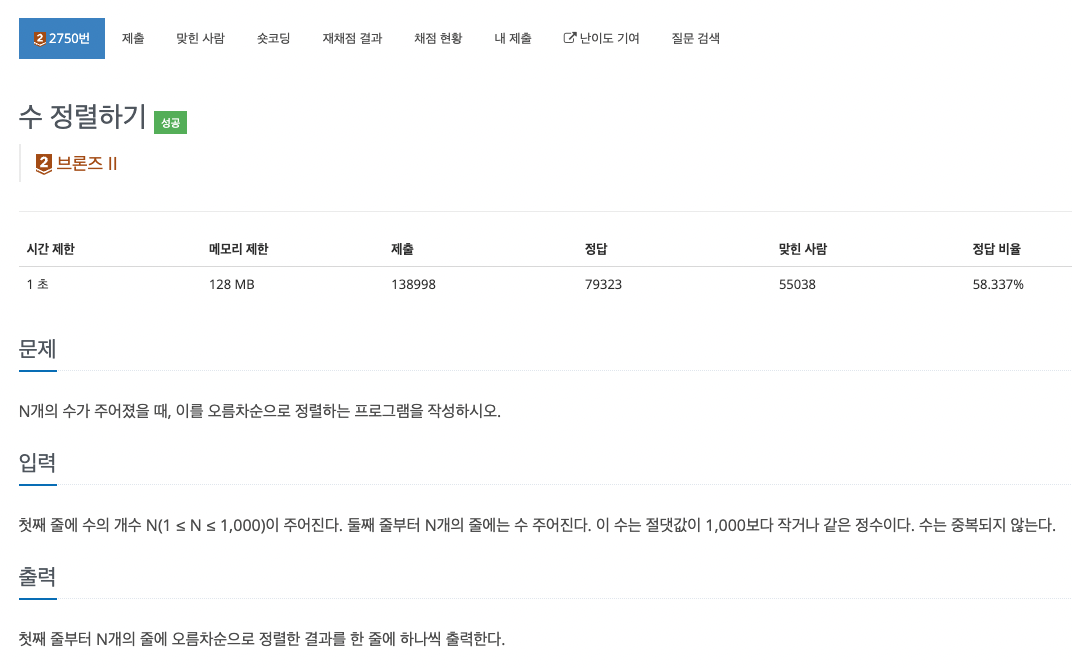 2 2750번 제출 맞힌 사람 숏코딩 재채점 결과 채점 현황 내 제출 난이도 기여 질문 검색
수 정렬하기 성공
2 브론즈 II
시간 제한 메모리 제한 제출 정답 맞힌 사람 정답 비율
1 초 128 MB 138998 79323 55038 58.337%
문제
N개의 수가 주어졌을 때, 이를 오름차순으로 정렬하는 프로그램을 작성하시오.
입력
첫째 줄에 수의 개수 N(1 ≤ N ≤ 1,000)이 주어진다. 둘째 줄부터 N개의 줄에는 수 주어진다. 이 수는 절댓값이 1,000보다 작거나 같은 정수이다. 수는 중복되지 않는다.
출력
첫째 줄부터 N개의 줄에 오름차순으로 정렬한 결과를 한 줄에 하나씩 출력한다.